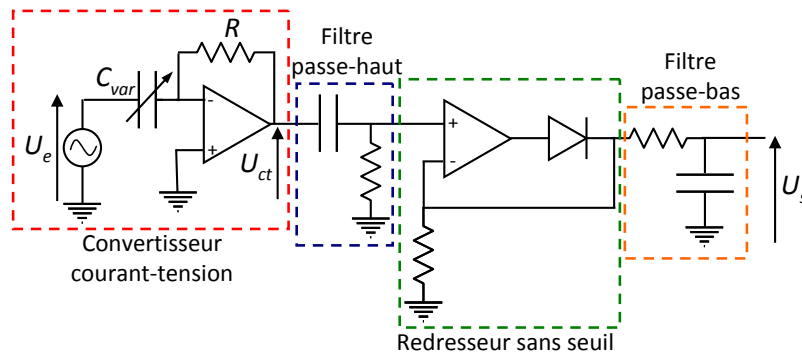 R
Filtre
passe-haut
Filtre
passe-bas
C_var
-
+
U_e
U_ct
+
-
Convertisseur
courant-tension
Redresseur sans seuil